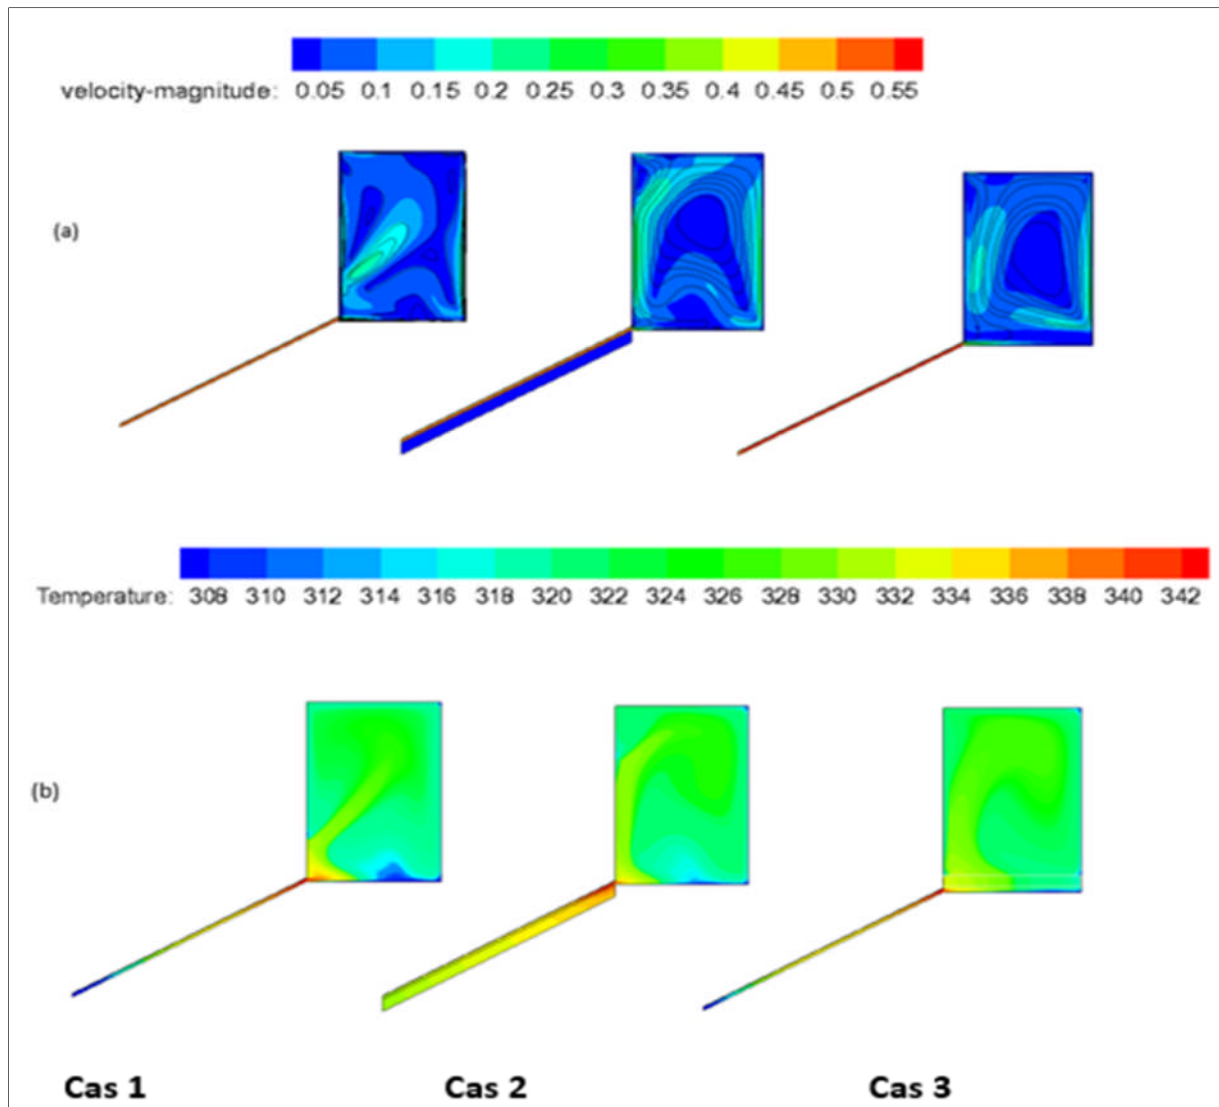 velocity-magnitude: 0.05 0.1 0.15 0.2 0.25 0.3 0.35 0.4 0.45 0.5 0.55
(a)
Temperature: 308 310 312 314 316 318 320 322 324 326 328 330 332 334 336 338 340 342
(b)
Cas 1 Cas 2 Cas 3